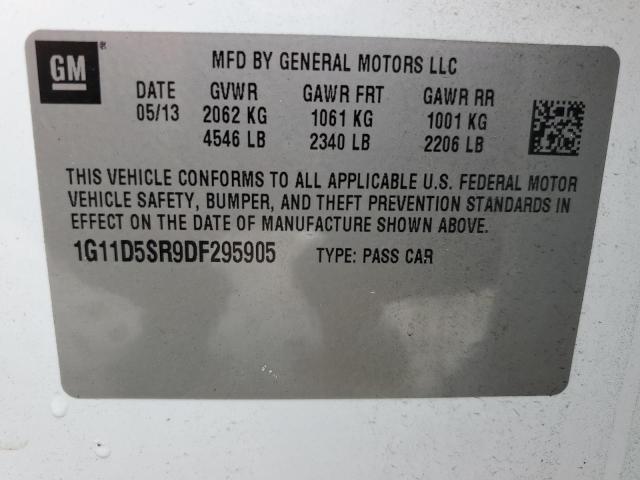 GM ® MFD BY GENERAL MOTORS LLC
DATE GVWR GAWR FRT GAWR RR
05/13 2062 KG 1061 KG 1001 KG
4546 LB 2340 LB 2206 LB
THIS VEHICLE CONFORMS TO ALL APPLICABLE U.S. FEDERAL MOTOR
VEHICLE SAFETY, BUMPER, AND THEFT PREVENTION STANDARDS IN
EFFECT ON THE DATE OF MANUFACTURE SHOWN ABOVE.
1G11D5SR9DF295905 TYPE: PASS CAR